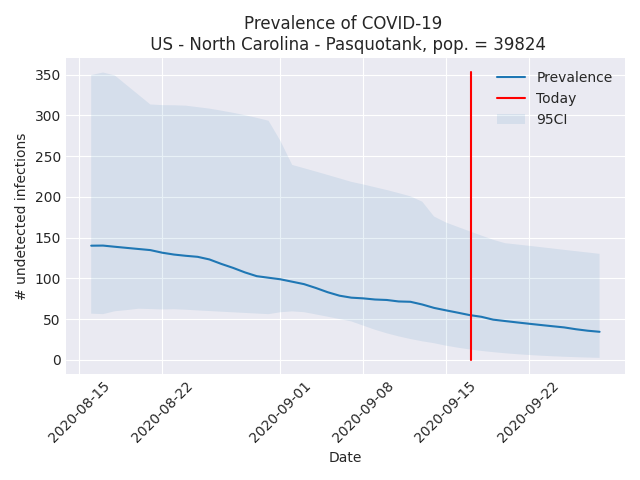 Prevalence of COVID-19
US - North Carolina - Pasquotank, pop. = 39824
Prevalence
Today
95CI
# undetected infections
350
300
250
200
150
100
50
0
2020-08-15
2020-08-22
2020-09-01
2020-09-08
2020-09-15
2020-09-22
Date